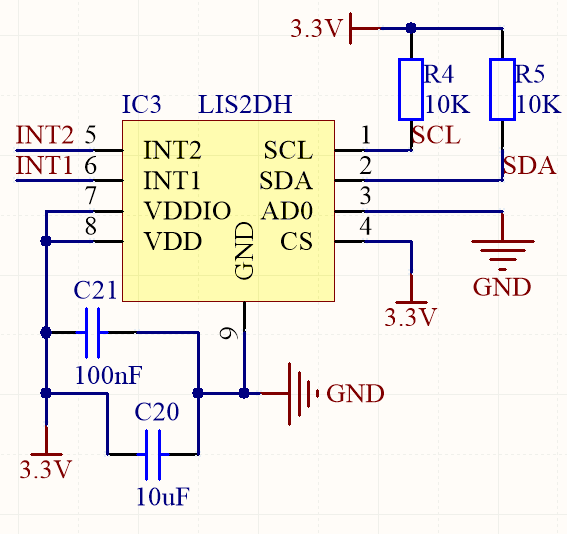 3.3V
R4
10K
R5
10K
IC3
LIS2DH
INT2
5
INT2
SCL
1
SCL
INT1
6
INT1
SDA
2
SDA
7
VDDIO
AD0
3
8
VDD
GND
CS
4
GND
3.3V
C21
100nF
9
GND
C20
10uF
3.3V